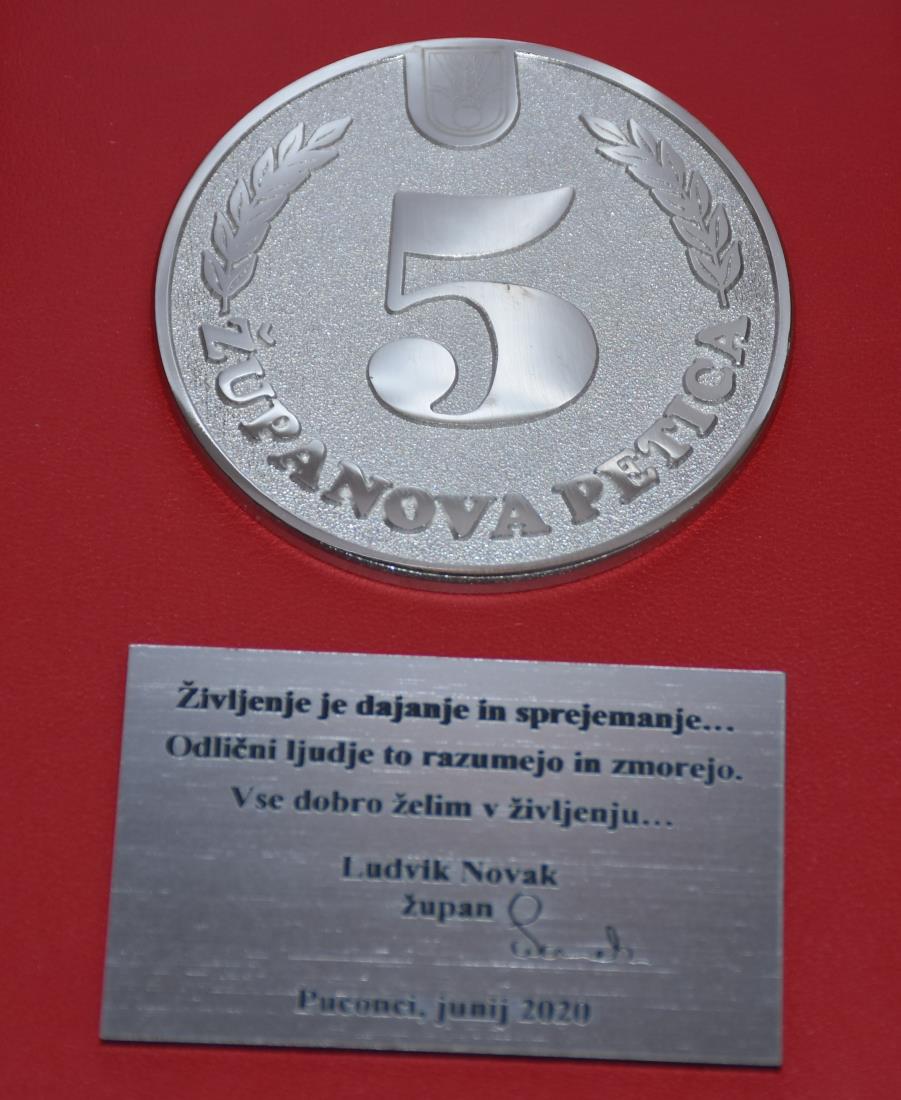 5
ŽUPANOVA PETICA
Življenje je dajanje in sprejemanje...
Odlični ljudje to razumejo in zmorejo.
Vse dobro želim v življenju...
Ludvik Novak
župan
Puconci, junij 2020